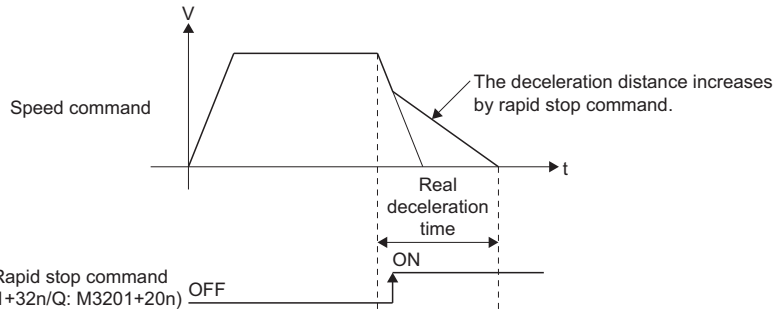 V
Speed command
The deceleration distance increases
by rapid stop command.
t
Real
deceleration
time
ON
Rapid stop command
1+32n/Q: M3201+20n)
OFF